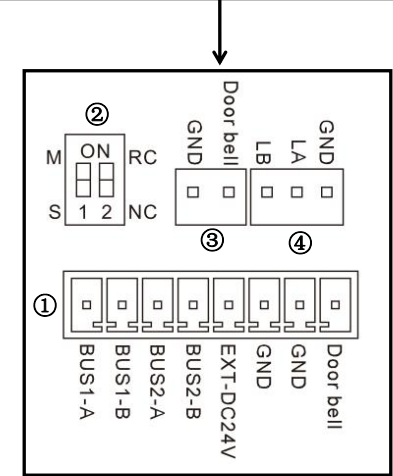 ②
M ON RC
S 1 2 NC
GND
Door bell
③
LB
LA
GND
④
①
BUS1-A
BUS1-B
BUS2-A
BUS2-B
EXT-DC24V
GND
GND
Door bell